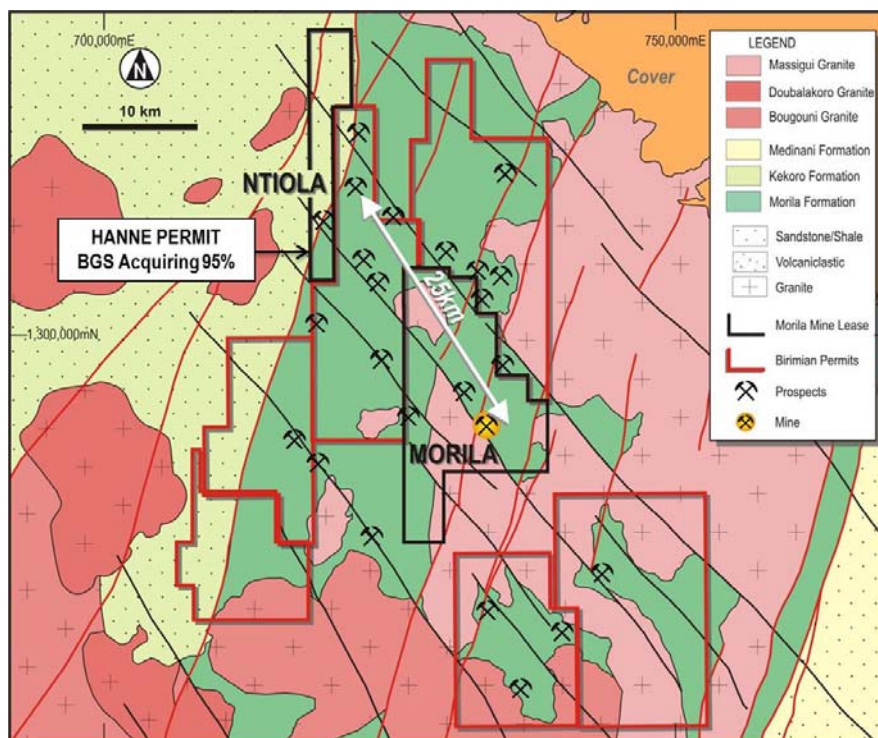 700,000mE
750,000mE
N
10 km
Cover
NTIOLA
HANNE PERMIT
BGS Acquiring 95%
25km
1,300,000mN
MORILA
LEGEND
Massigui Granite
Doubalakoro Granite
Bougouni Granite
Medinani Formation
Kekoro Formation
Morila Formation
Sandstone/Shale
Volcaniclastic
Granite
Morila Mine Lease
Birimian Permits
Prospects
Mine